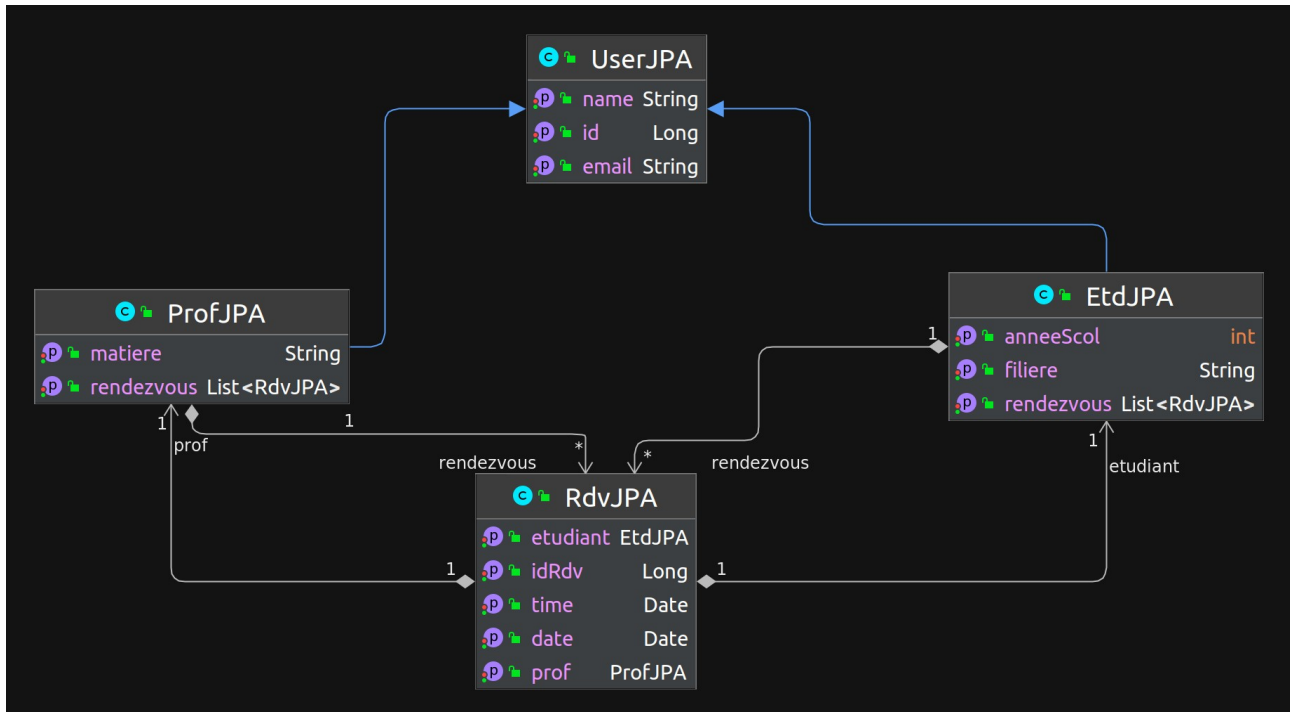 UserJPA
name String
id Long
email String
ProfJPA
matiere String
rendezvous List<RdvJPA>
EtdJPA
anneeScol int
filiere String
rendezvous List<RdvJPA>
1
1
prof
1
*
rendezvous
*
rendezvous
1
etudiant
RdvJPA
etudiant EtdJPA
idRdv Long
time Date
date Date
prof ProfJPA
1
1